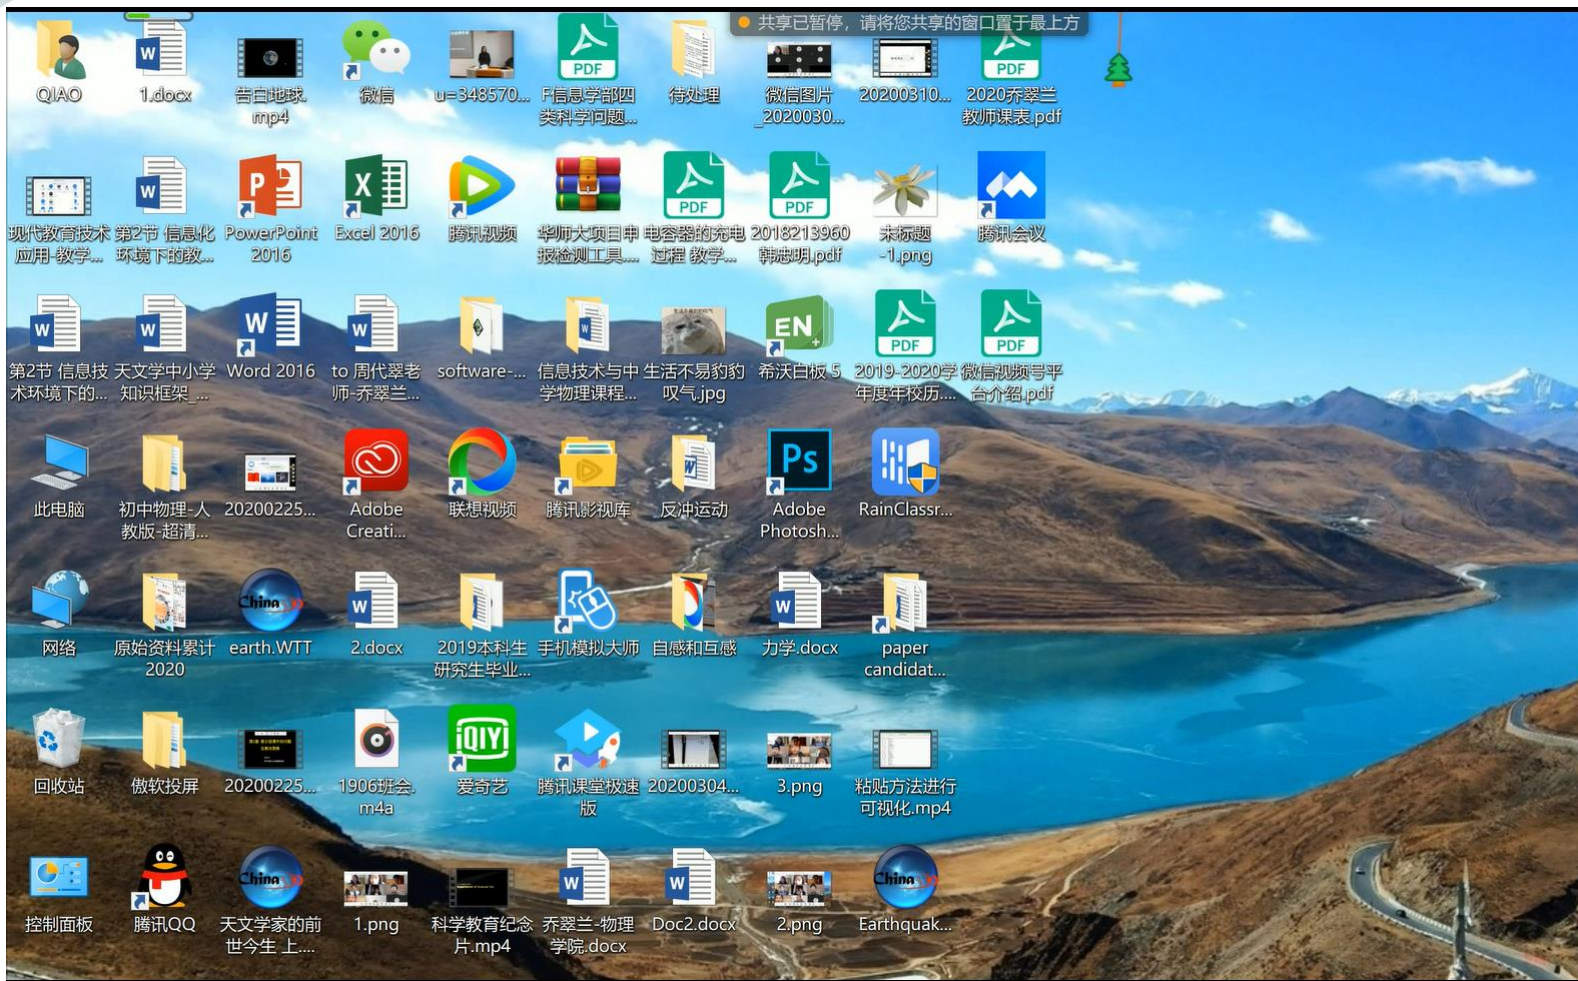 共享已暂停，请将您共享的窗口置于最上方
QIAO
1.docx
告白地球.
mp4
微信
u=348570...
F信息学部四
类科学问题...
待处理
微信图片
_2020030...
20200310...
2020乔翠兰
教师课表.pdf
现代教育技术
应用-教学...
第2节 信息化
环境下的教...
PowerPoint
2016
Excel 2016
腾讯视频
华师大项目申
报检测工具....
电容器的充电
过程 教学...
2018213960
韩忠明.pdf
未标题
-1.png
腾讯会议
第2节 信息技
术环境下的...
天文学中小学
知识框架_...
Word 2016
to 周代翠老
师-乔翠兰...
software-...
信息技术与中
学物理课程...
生活不易豹豹
叹气.jpg
希沃白板 5
2019-2020学
年度年校历....
微信视频号平
台介绍.pdf
此电脑
初中物理-人
教版-超清...
20200225...
Adobe
Creati...
联想视频
腾讯影视库
反冲运动
Adobe
Photosh...
RainClassr...
网络
原始资料累计
2020
earth.WTT
2.docx
2019本科生
研究生毕业...
手机模拟大师
自感和互感
力学.docx
paper
candidat...
回收站
傲软投屏
20200225...
1906班会.
m4a
爱奇艺
腾讯课堂极速
版
20200304...
3.png
粘贴方法进行
可视化.mp4
控制面板
腾讯QQ
天文学家的前
世今生 上....
1.png
科学教育纪念
片.mp4
乔翠兰-物理
学院.docx
Doc2.docx
2.png
Earthquak...